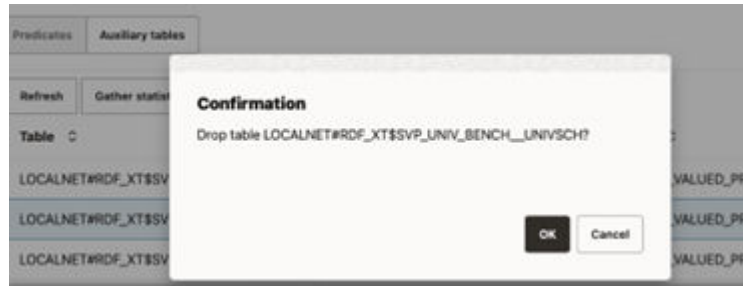 Predicates Auxiliary tables
Refresh Gather statist
Confirmation
Drop table LOCALNET#RDF_XT$SVP_UNIV_BENCH__UNIVSCH?
Table
LOCALNET#RDF_XT$SV VALUED_PR
LOCALNET#RDF_XT$SV _VALUED_PR
OK Cancel
LOCALNET#RDF_XT$SV VALUED_PR